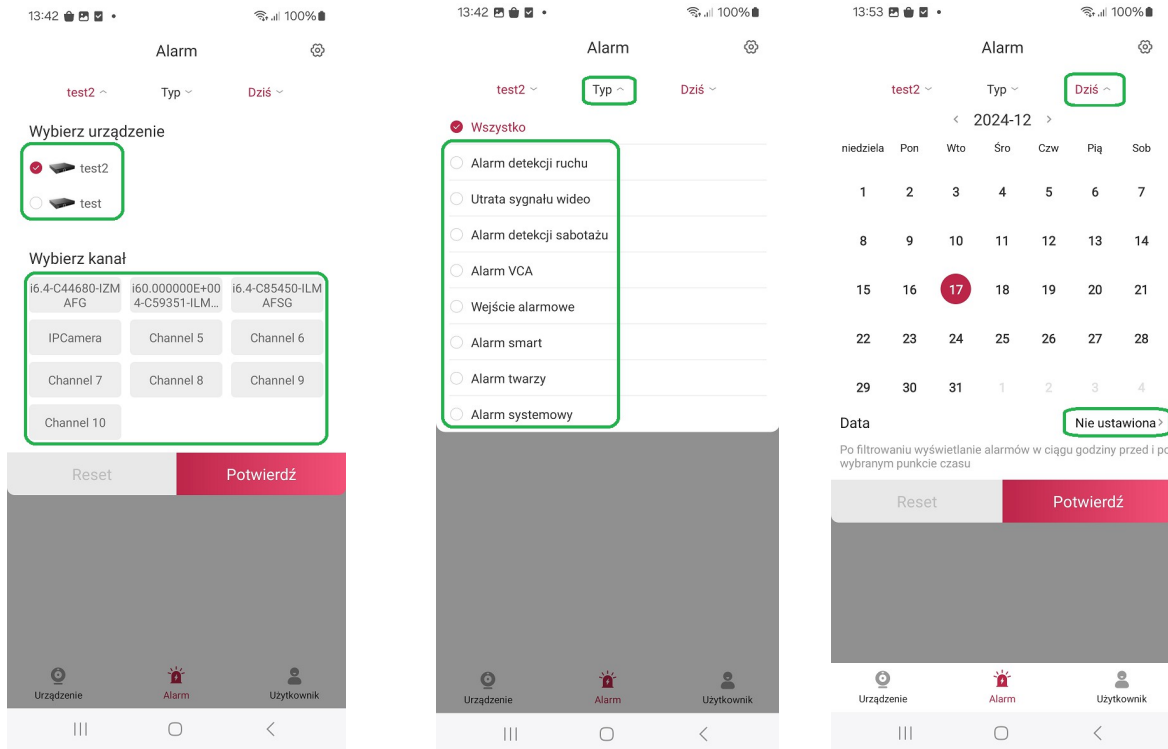 13:42
100%
Alarm
test2
Typ
Dziś
Wybierz urządzenie
test2
test
Wybierz kanał
i6.4-C44680-IZM
AFG
i60.000000E+00
4-C59351-ILM...
i6.4-C85450-ILM
AFSG
IPCamera
Channel 5
Channel 6
Channel 7
Channel 8
Channel 9
Channel 10
Reset
Potwierdź
Urządzenie
Alarm
Użytkownik
13:42
100%
Alarm
test2
Typ
Dziś
Wszystko
Alarm detekcji ruchu
Utrata sygnału wideo
Alarm detekcji sabotażu
Alarm VCA
Wejście alarmowe
Alarm smart
Alarm twarzy
Alarm systemowy
Urządzenie
Alarm
Użytkownik
13:53
100%
Alarm
test2
Typ
Dziś
< 2024-12 >
niedziela Pon Wto Śro Czw Pią Sob
1 2 3 4 5 6 7
8 9 10 11 12 13 14
15 16 17 18 19 20 21
22 23 24 25 26 27 28
29 30 31 1 2 3 4
Data
Nie ustawiona >
Po filtrowaniu wyświetlanie alarmów w ciągu godziny przed i po
wybranym punkcie czasu
Reset
Potwierdź
Urządzenie
Alarm
Użytkownik